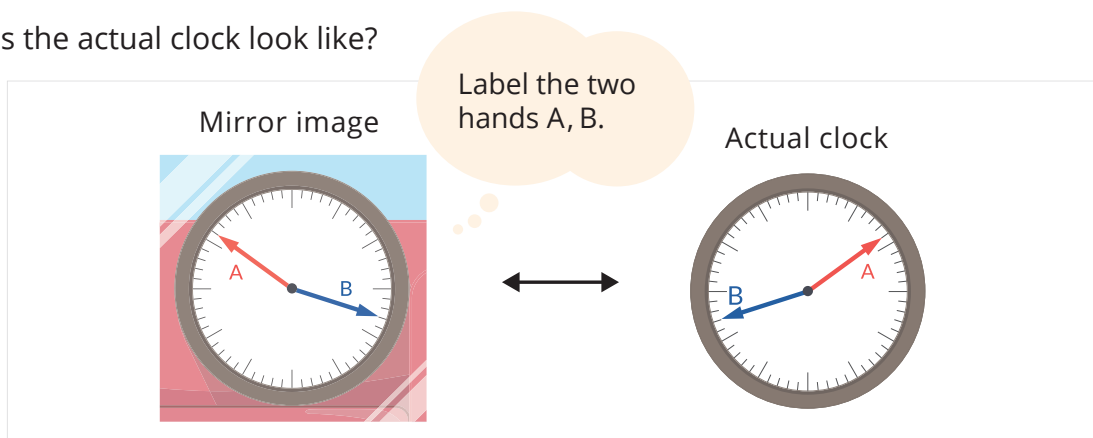 s the actual clock look like?
Label the two
hands A, B.
Mirror image
Actual clock
A
B
B
A